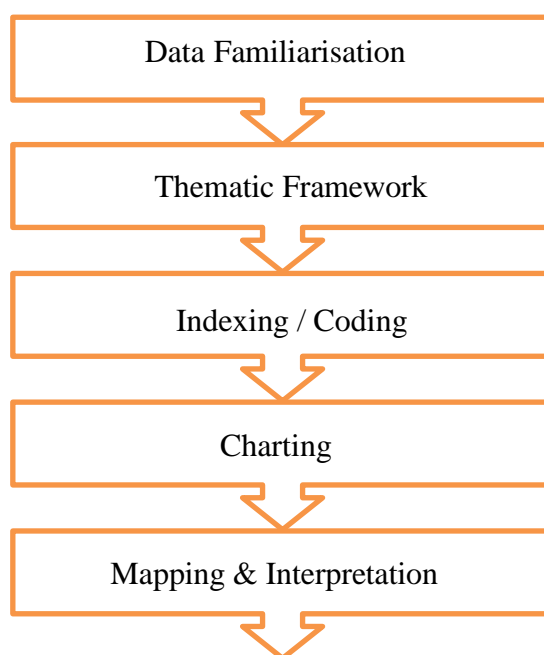 Data Familiarisation
Thematic Framework
Indexing / Coding
Charting
Mapping & Interpretation